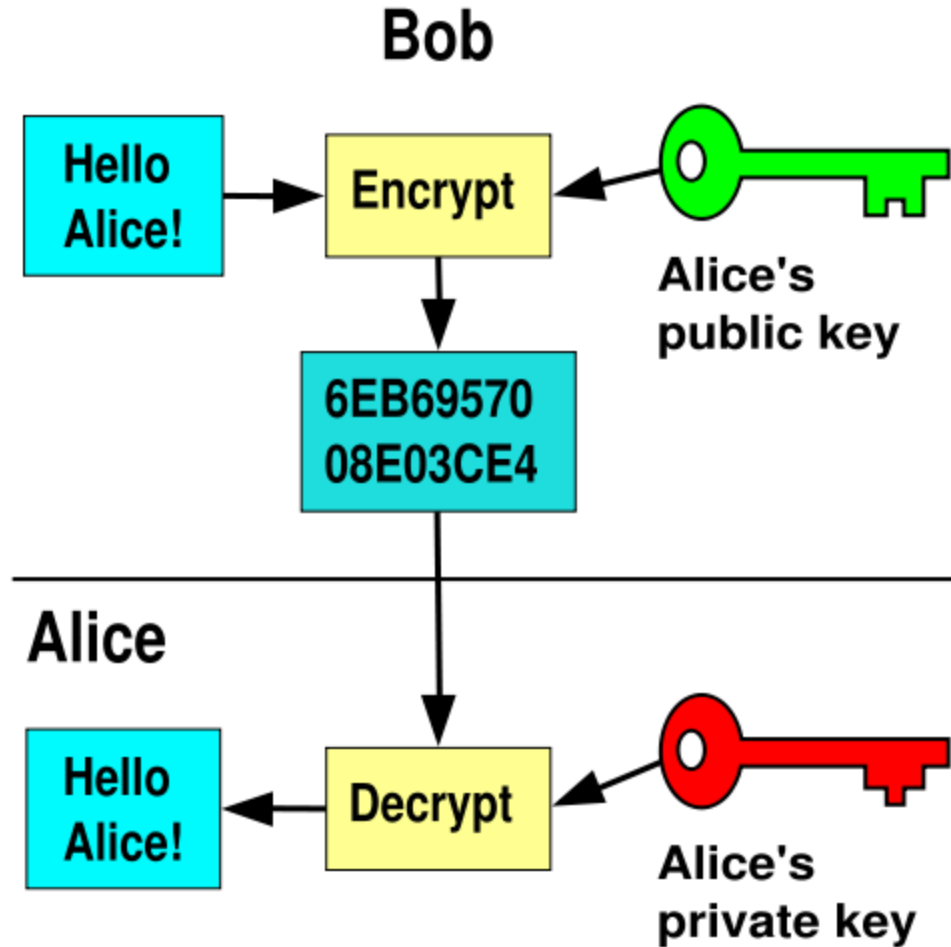 Bob
Hello
Alice!
Encrypt
Alice's
public key
6EB69570
08E03CE4
Alice
Hello
Alice!
Decrypt
Alice's
private key